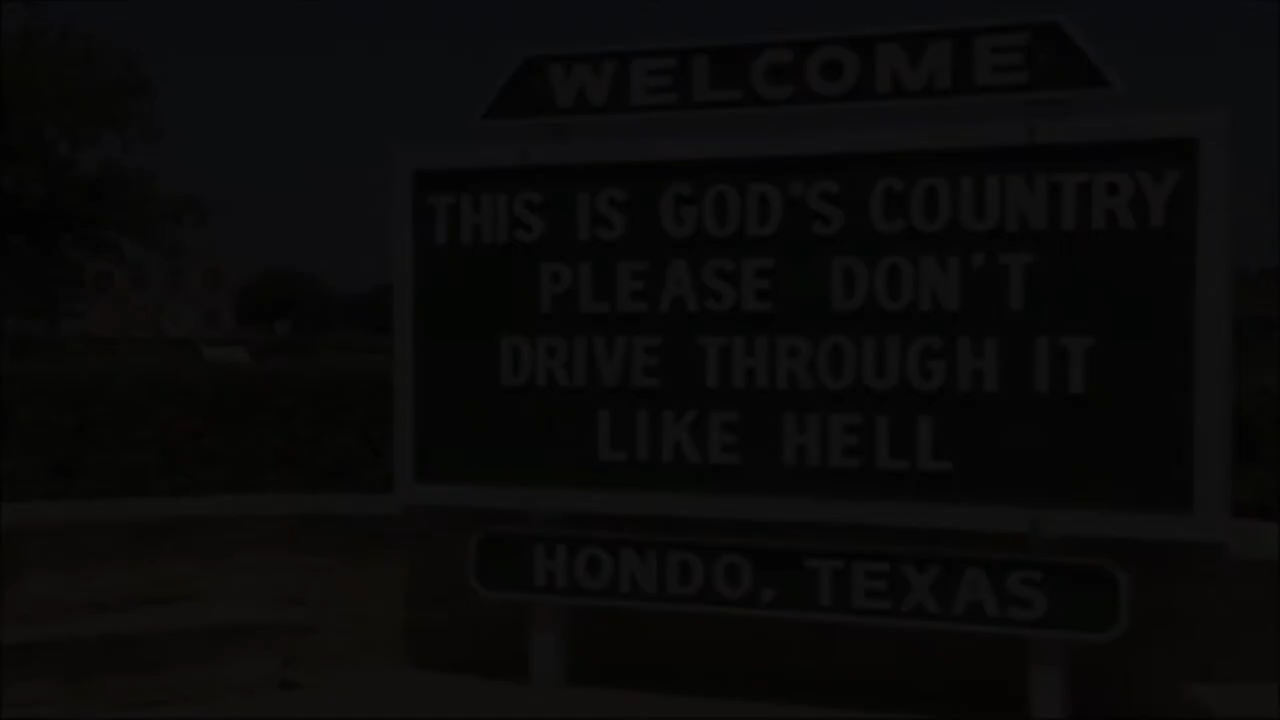 WELCOME
THIS IS GOD'S COUNTRY
PLEASE DON'T
DRIVE THROUGH IT
LIKE HELL
HONDO, TEXAS